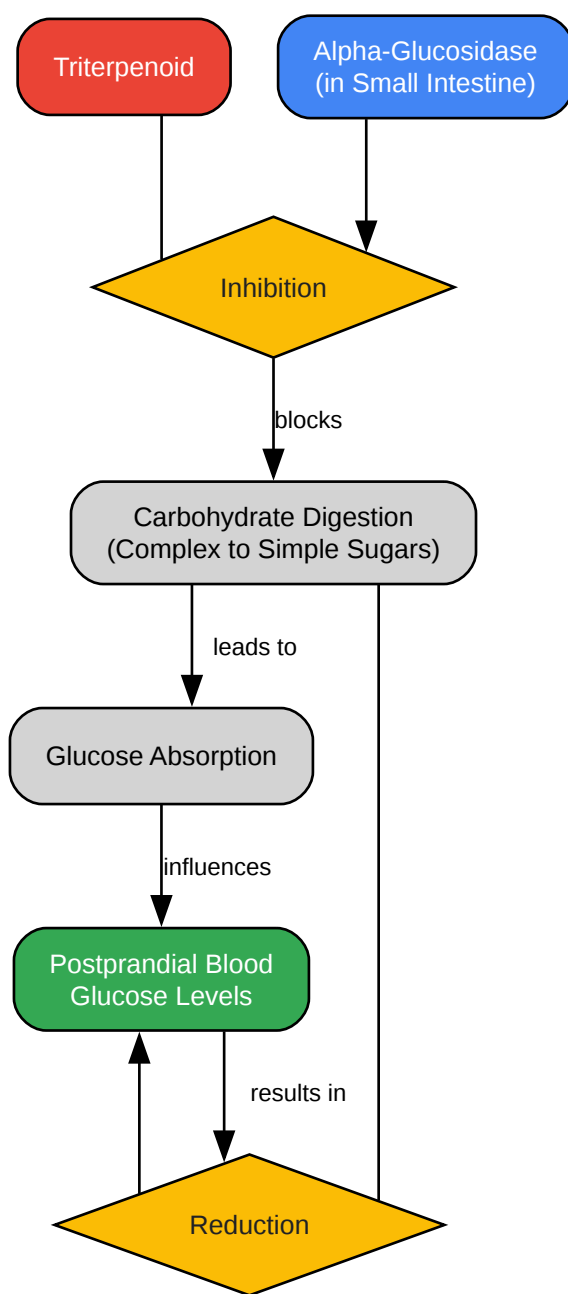 Triterpenoid
Alpha-Glucosidase
(in Small Intestine)
Inhibition
blocks
Carbohydrate Digestion
(Complex to Simple Sugars)
leads to
Glucose Absorption
influences
Postprandial Blood
Glucose Levels
results in
Reduction